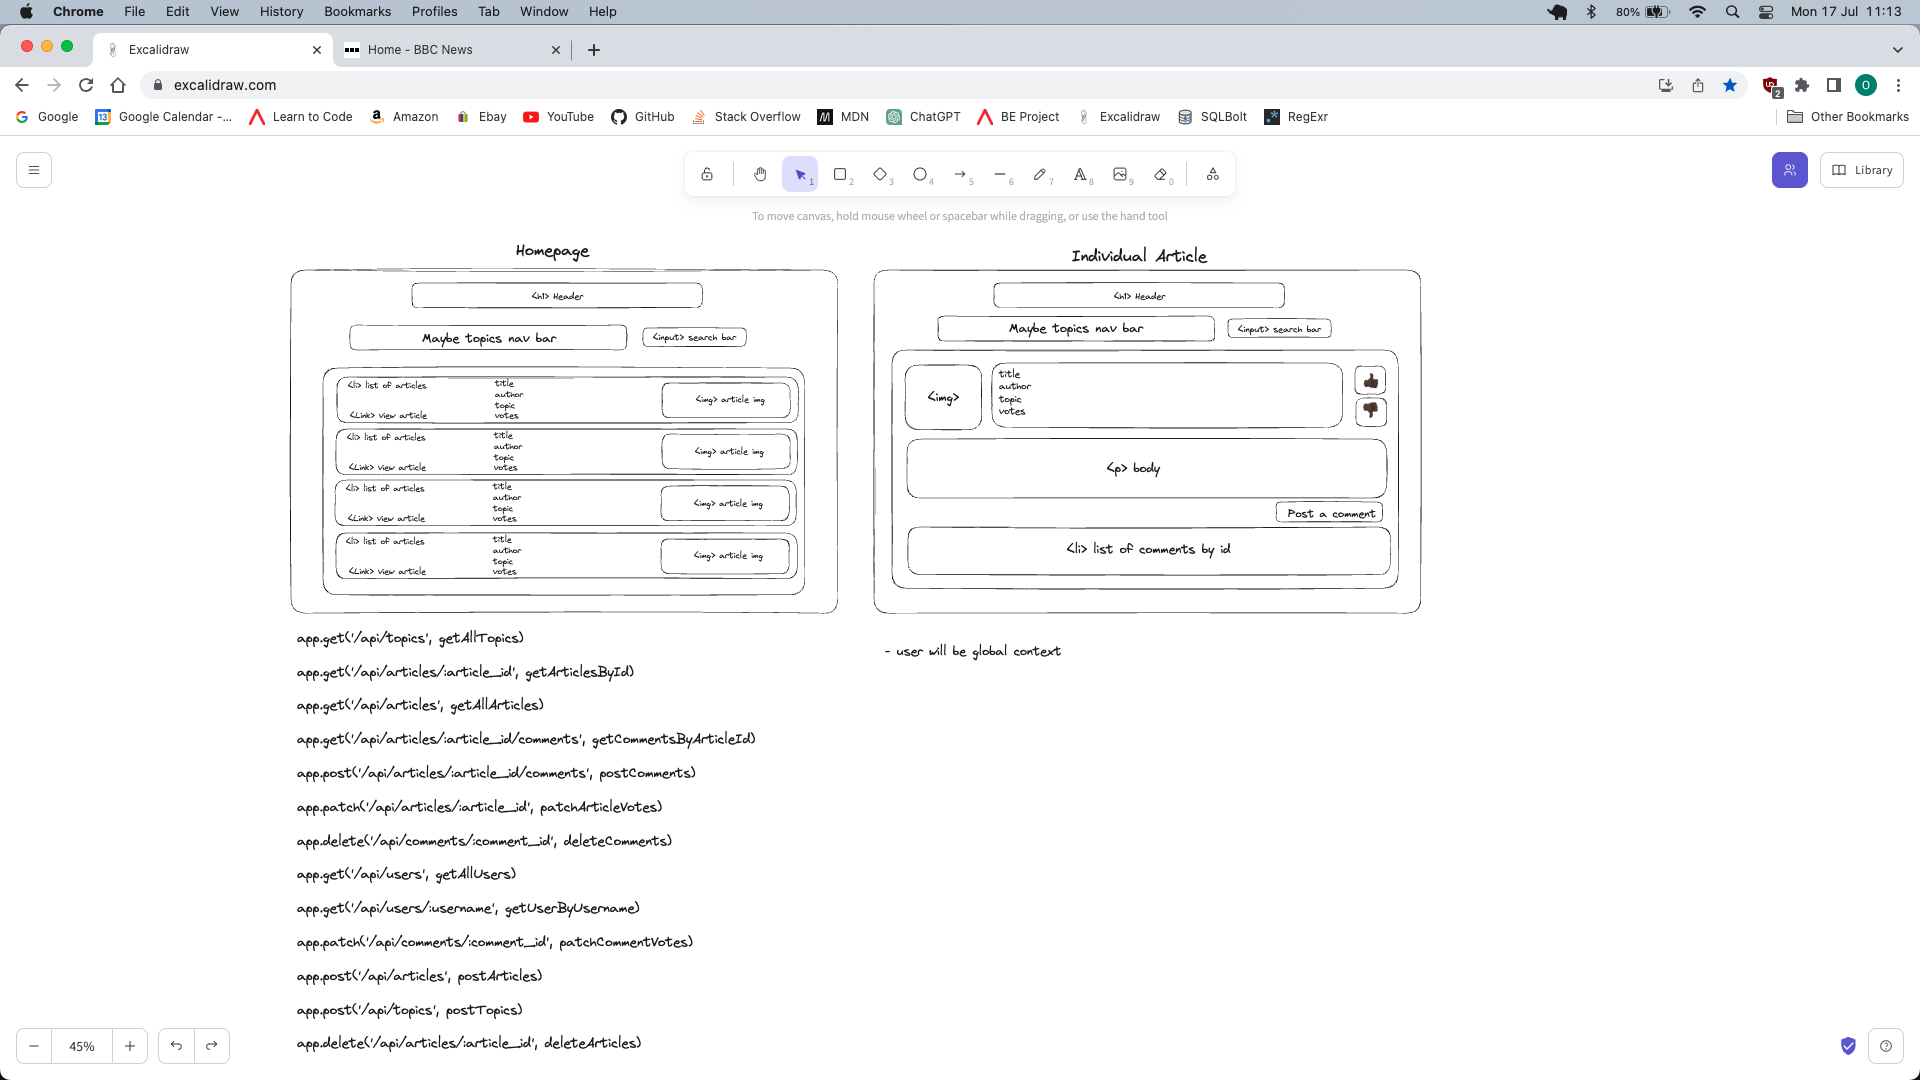 Chrome File Edit View History Bookmarks Profiles Tab Window Help 80% Mon 17 Jul 11:13
Excalidraw Home - BBC News
excalidraw.com 2 O
Google Google Calendar -... Learn to Code Amazon Ebay YouTube GitHub Stack Overflow MDN ChatGPT BE Project Excalidraw SQLBolt RegExr Other Bookmarks
1 2 3 4 5 6 7 8 9 0 Library
To move canvas, hold mouse wheel or spacebar while dragging, or use the hand tool
Homepage
<h1> Header
Maybe topics nav bar <input> search bar
<li> list of articles title
author
topic
<Link> view article votes
<img> article img
<li> list of articles title
author
topic
<Link> view article votes
<img> article img
<li> list of articles title
author
topic
<Link> view article votes
<img> article img
<li> list of articles title
author
topic
<Link> view article votes
<img> article img
Individual Article
<h1> Header
Maybe topics nav bar <input> search bar
<img>
title
author
topic
votes
<p> body
Post a comment
<li> list of comments by id
app.get('/api/topics', getAllTopics)
app.get('/api/articles/:article_id', getArticlesById)
app.get('/api/articles', getAllArticles)
app.get('/api/articles/:article_id/comments', getCommentsByArticleId)
app.post('/api/articles/:article_id/comments', postComments)
app.patch('/api/articles/:article_id', patchArticleVotes)
app.delete('/api/comments/:comment_id', deleteComments)
app.get('/api/users', getAllUsers)
app.get('/api/users/:username', getUserByUsername)
app.patch('/api/comments/:comment_id', patchCommentVotes)
app.post('/api/articles', postArticles)
app.post('/api/topics', postTopics)
app.delete('/api/articles/:article_id', deleteArticles)
- user will be global context
45%